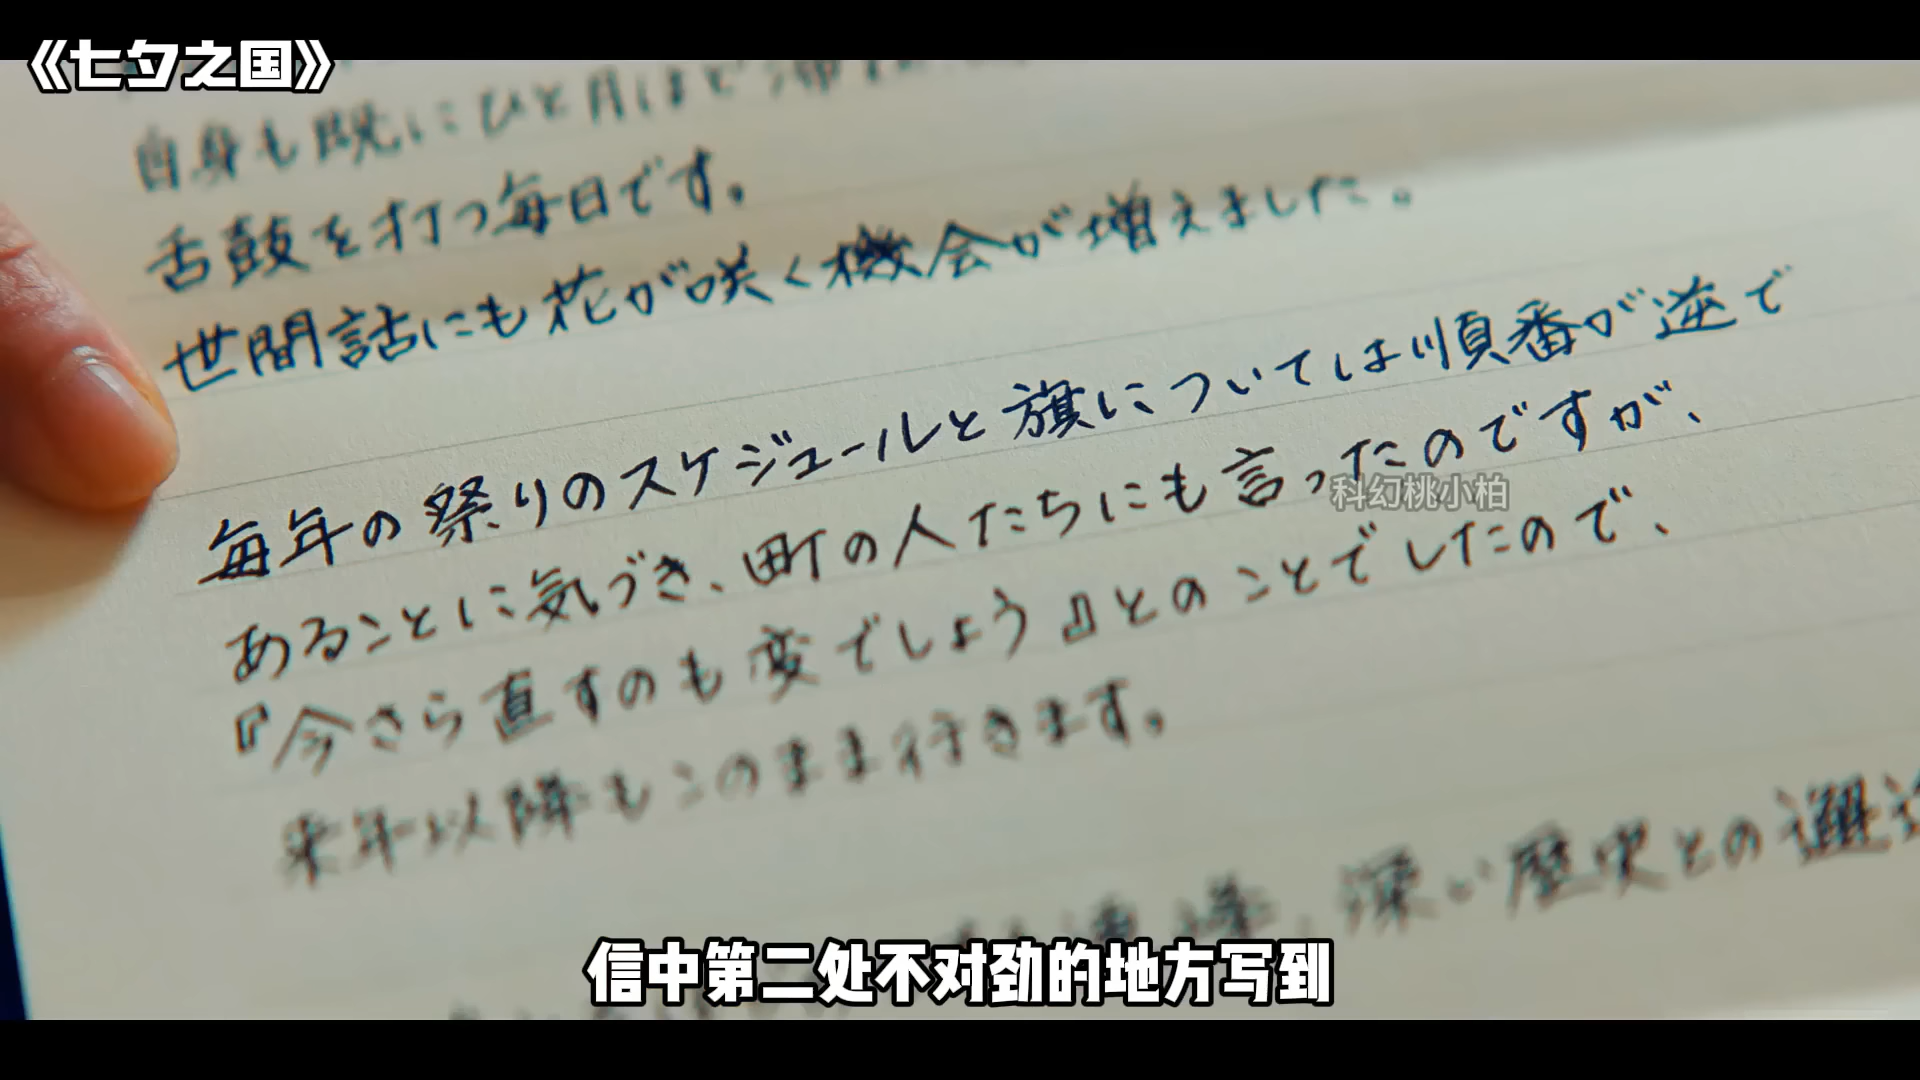 《七夕之国》
自身も既にひと月ほど
舌鼓を打つ毎日です。
世間話にも花が咲く機会が増えました。
毎年の祭りのスケジュールと旗については順番が逆で
あることに気づき、町の人たちにも言ったのですが、
科幻桃小柏
『今さら直すのも変でしょう』とのことでしたので、
来年以降もこのまま行きます。
深い歴史との邂逅
信中第二处不对劲的地方写到